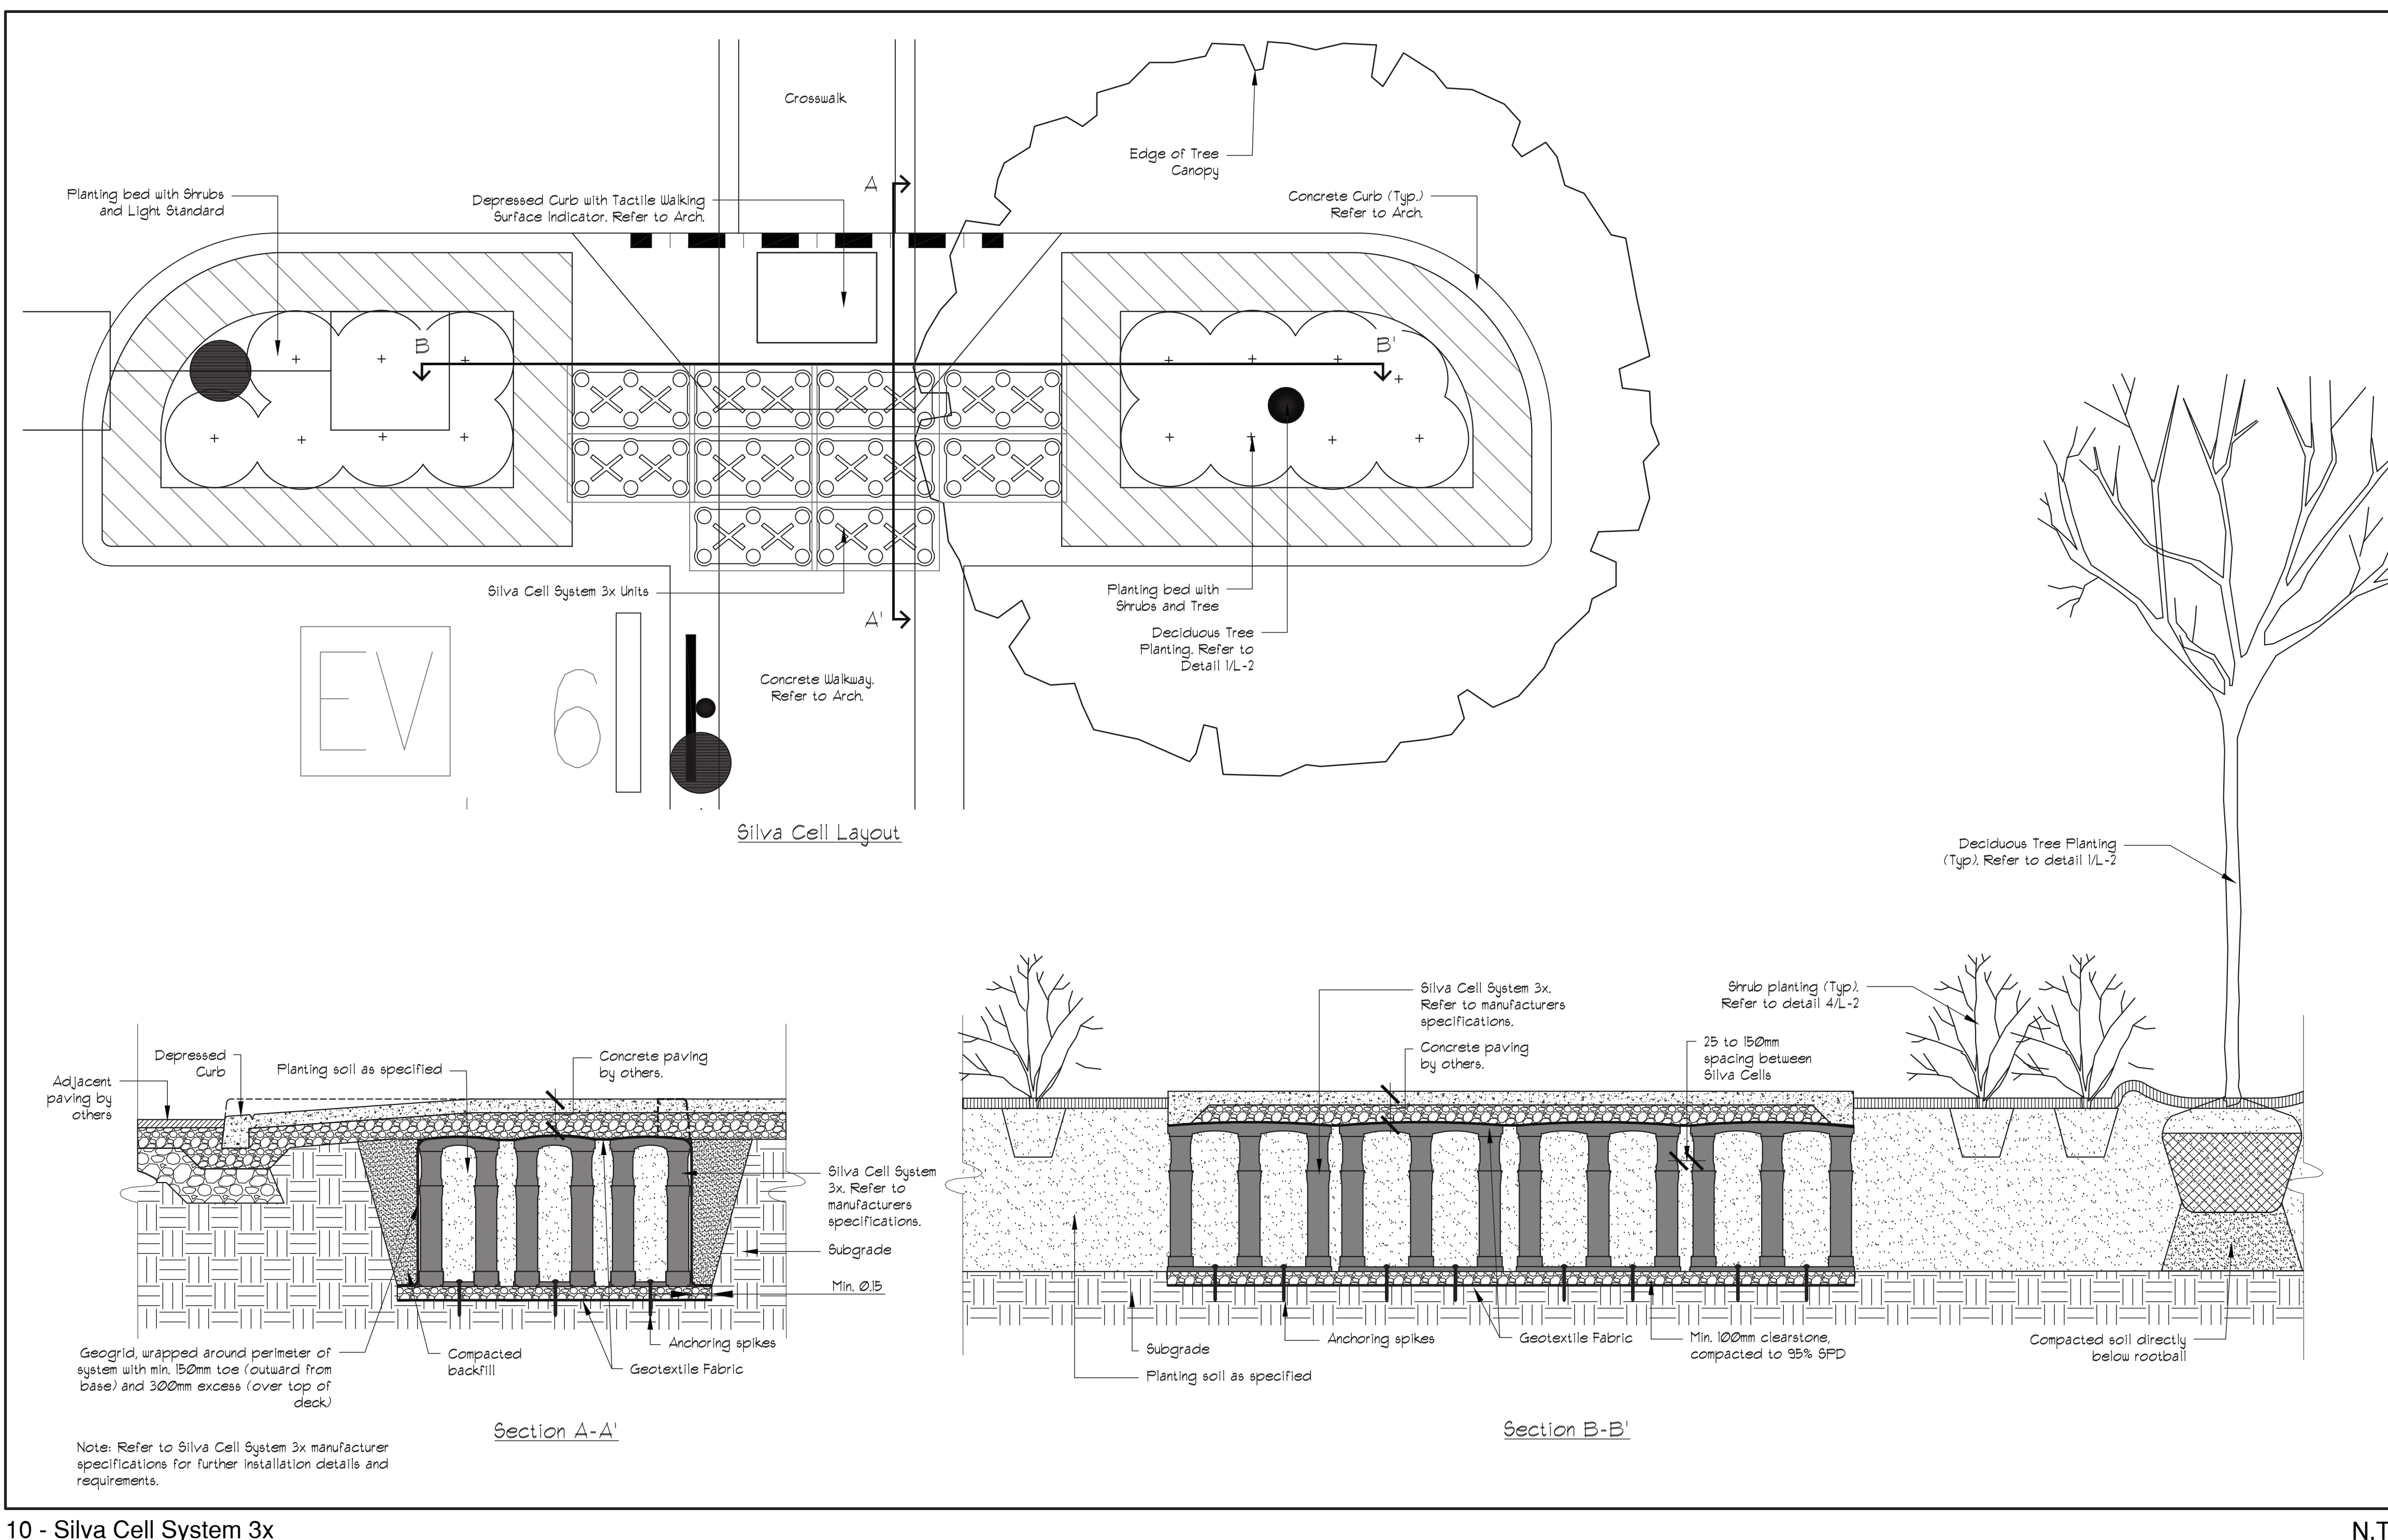 Crosswalk
Edge of Tree
Canopy
A
Planting bed with Shrubs
and Light Standard
Depressed Curb with Tactile Walking
Surface Indicator. Refer to Arch.
Concrete Curb (Typ.)
Refer to Arch.
B
B'
Silva Cell System 3x Units
A'
Planting bed with
Shrubs and Tree
Deciduous Tree
Planting. Refer to
Detail 1/L-2
EV
6
Concrete Walkway.
Refer to Arch.
Silva Cell Layout
Deciduous Tree Planting
(Typ). Refer to detail 1/L-2
Adjacent
paving by
others
Depressed
Curb
Planting soil as specified
Concrete paving
by others.
Silva Cell System
3x. Refer to
manufacturers
specifications.
Subgrade
Min. 0.15
Anchoring spikes
Geotextile Fabric
Compacted
backfill
Geogrid, wrapped around perimeter of
system with min. 150mm toe (outward from
base) and 300mm excess (over top of
deck)
Section A-A'
Note: Refer to Silva Cell System 3x manufacturer
specifications for further installation details and
requirements.
Silva Cell System 3x.
Refer to manufacturers
specifications.
Concrete paving
by others.
Shrub planting (Typ).
Refer to detail 4/L-2
25 to 150mm
spacing between
Silva Cells
Subgrade
Planting soil as specified
Anchoring spikes
Geotextile Fabric
Min. 100mm clearstone,
compacted to 95% SPD
Compacted soil directly
below rootball
Section B-B'
10 - Silva Cell System 3x
N.T